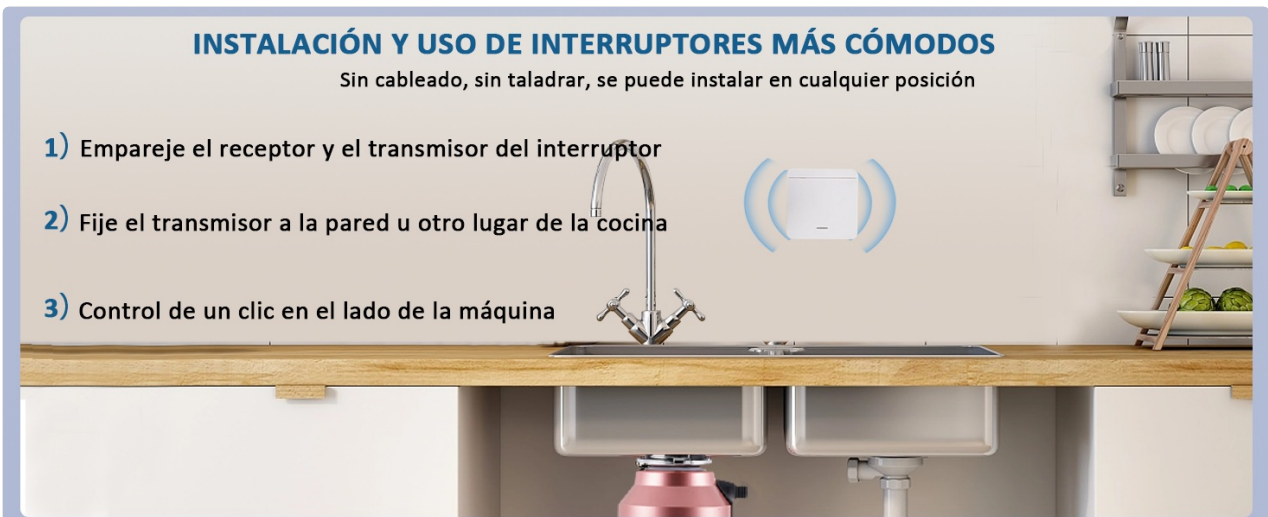 INSTALACIÓN Y USO DE INTERRUPTORES MÁS CÓMODOS
Sin cableado, sin taladrar, se puede instalar en cualquier posición
1) Empareje el receptor y el transmisor del interruptor
2) Fije el transmisor a la pared u otro lugar de la cocina
3) Control de un clic en el lado de la máquina